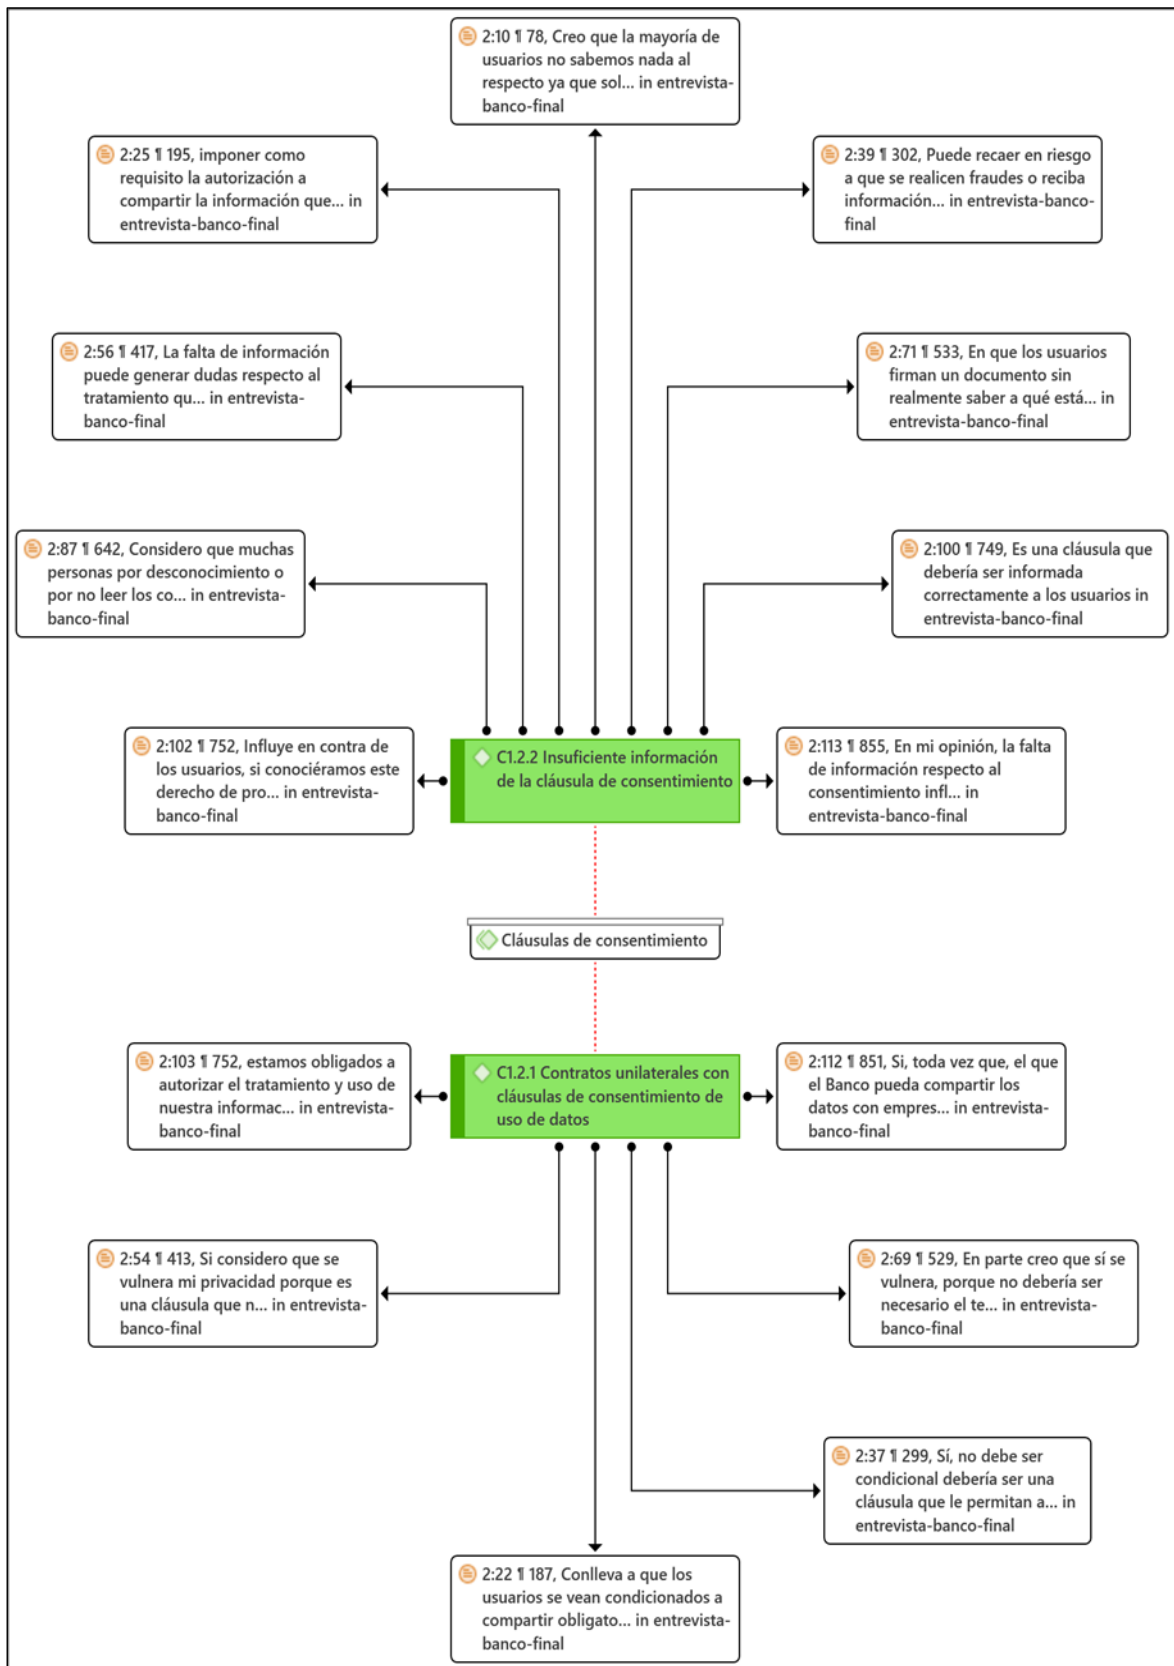 2:10 ¶ 78, Creo que la mayoría de
usuarios no sabemos nada al
respecto ya que sol... in entrevista-
banco-final
2:25 ¶ 195, imponer como
requisito la autorización a
compartir la información que... in
entrevista-banco-final
2:39 ¶ 302, Puede recaer en riesgo
a que se realicen fraudes o reciba
información... in entrevista-banco-
final
2:56 ¶ 417, La falta de información
puede generar dudas respecto al
tratamiento qu... in entrevista-
banco-final
2:71 ¶ 533, En que los usuarios
firman un documento sin
realmente saber a qué está... in
entrevista-banco-final
2:87 ¶ 642, Considero que muchas
personas por desconocimiento o
por no leer los co... in entrevista-
banco-final
2:100 ¶ 749, Es una cláusula que
debería ser informada
correctamente a los usuarios in
entrevista-banco-final
2:102 ¶ 752, Influye en contra de
los usuarios, si conociéramos este
derecho de pro... in entrevista-
banco-final
C1.2.2 Insuficiente información
de la cláusula de consentimiento
2:113 ¶ 855, En mi opinión, la falta
de información respecto al
consentimiento infl... in
entrevista-banco-final
Cláusulas de consentimiento
2:103 ¶ 752, estamos obligados a
autorizar el tratamiento y uso de
nuestra informac... in entrevista-
banco-final
C1.2.1 Contratos unilaterales con
cláusulas de consentimiento de
uso de datos
2:112 ¶ 851, Si, toda vez que, el que
el Banco pueda compartir los
datos con empres... in entrevista-
banco-final
2:54 ¶ 413, Si considero que se
vulnera mi privacidad porque es
una cláusula que n... in entrevista-
banco-final
2:69 ¶ 529, En parte creo que sí se
vulnera, porque no debería ser
necesario el te... in entrevista-
banco-final
2:37 ¶ 299, Sí, no debe ser
condicional debería ser una
cláusula que le permitan a... in
entrevista-banco-final
2:22 ¶ 187, Conlleva a que los
usuarios se vean condicionados a
compartir obligato... in entrevista-
banco-final